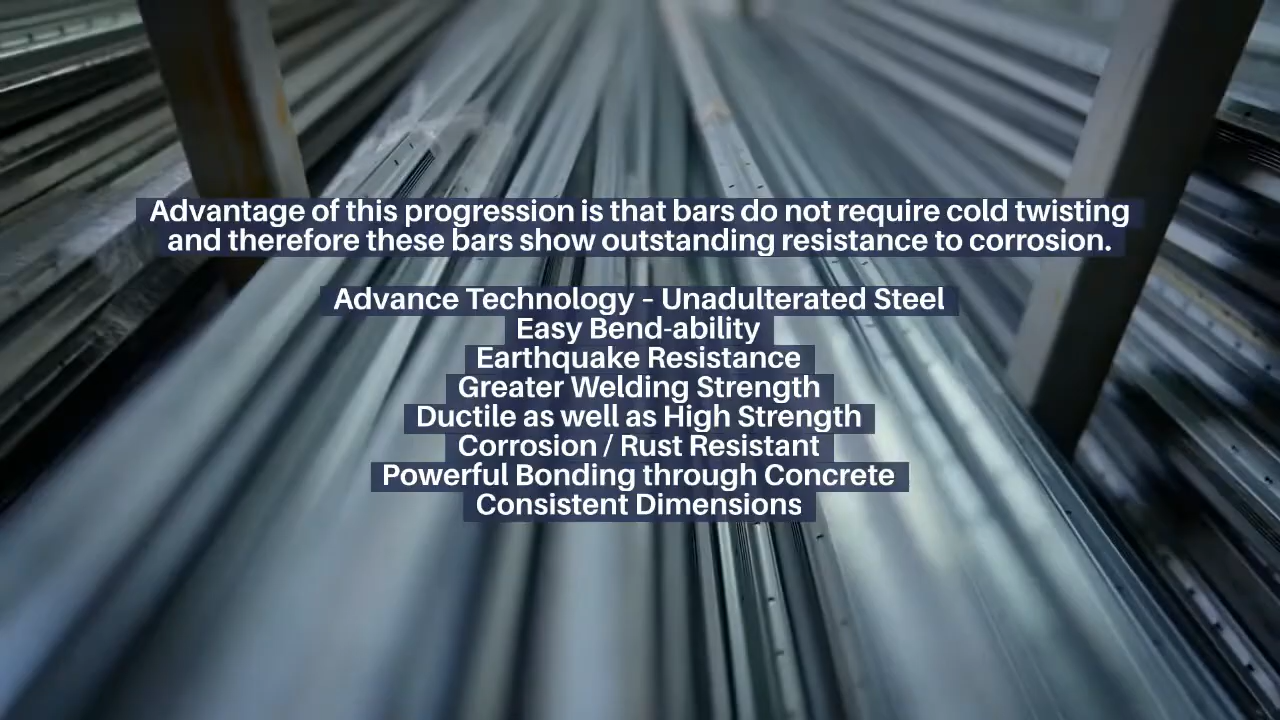 Advantage of this progression is that bars do not require cold twisting
and therefore these bars show outstanding resistance to corrosion.
Advance Technology – Unadulterated Steel
Easy Bend-ability
Earthquake Resistance
Greater Welding Strength
Ductile as well as High Strength
Corrosion / Rust Resistant
Powerful Bonding through Concrete
Consistent Dimensions